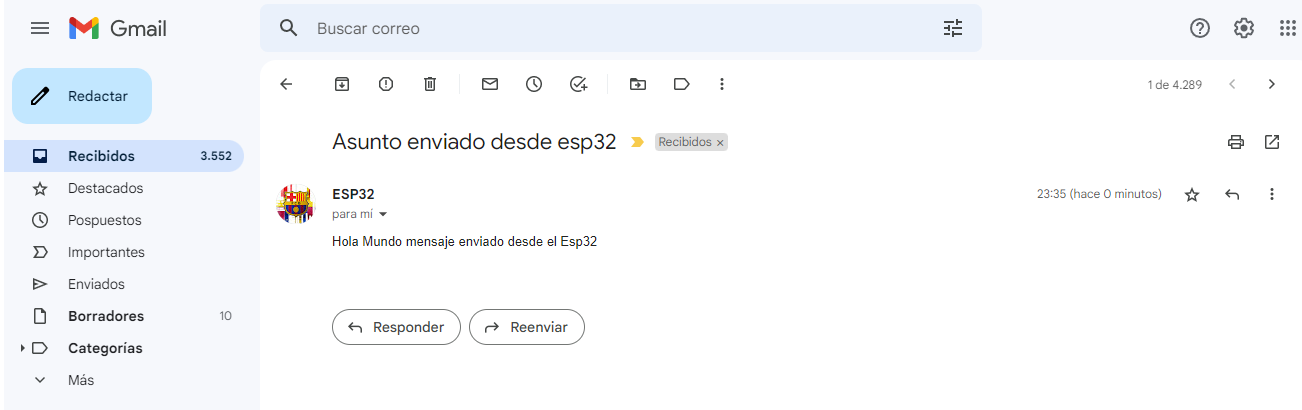 Gmail
Buscar correo
Redactar
1 de 4.289
Recibidos 3.552
Destacados
Pospuestos
Importantes
Enviados
Borradores 10
Categorías
Más
Asunto enviado desde esp32 Recibidos ×
ESP32 23:35 (hace 0 minutos)
para mí
Hola Mundo mensaje enviado desde el Esp32
Responder Reenviar